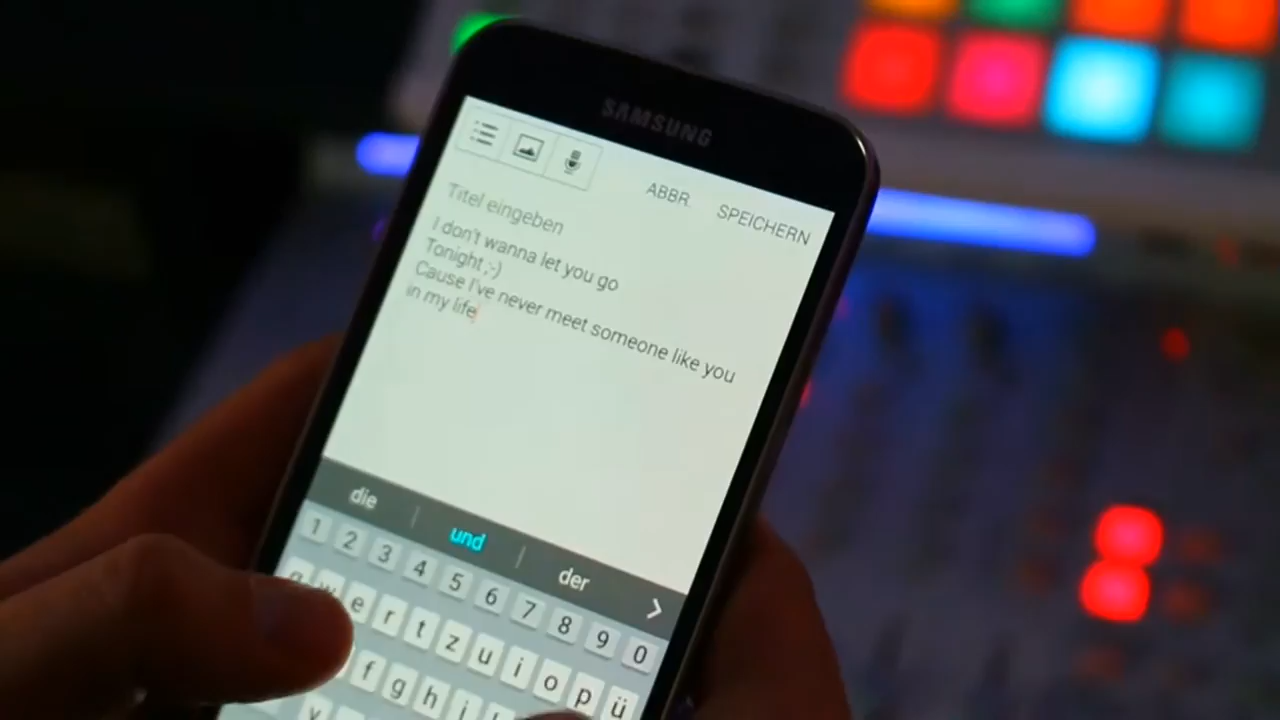 SAMSUNG
ABBR. SPEICHERN
Titel eingeben
I don't wanna let you go
Tonight ;-)
Cause I've never meet someone like you
in my life
die und der
1 2 3 4 5 6 7 8 9 0
q w e r t z u i o p ü
f g h j
y